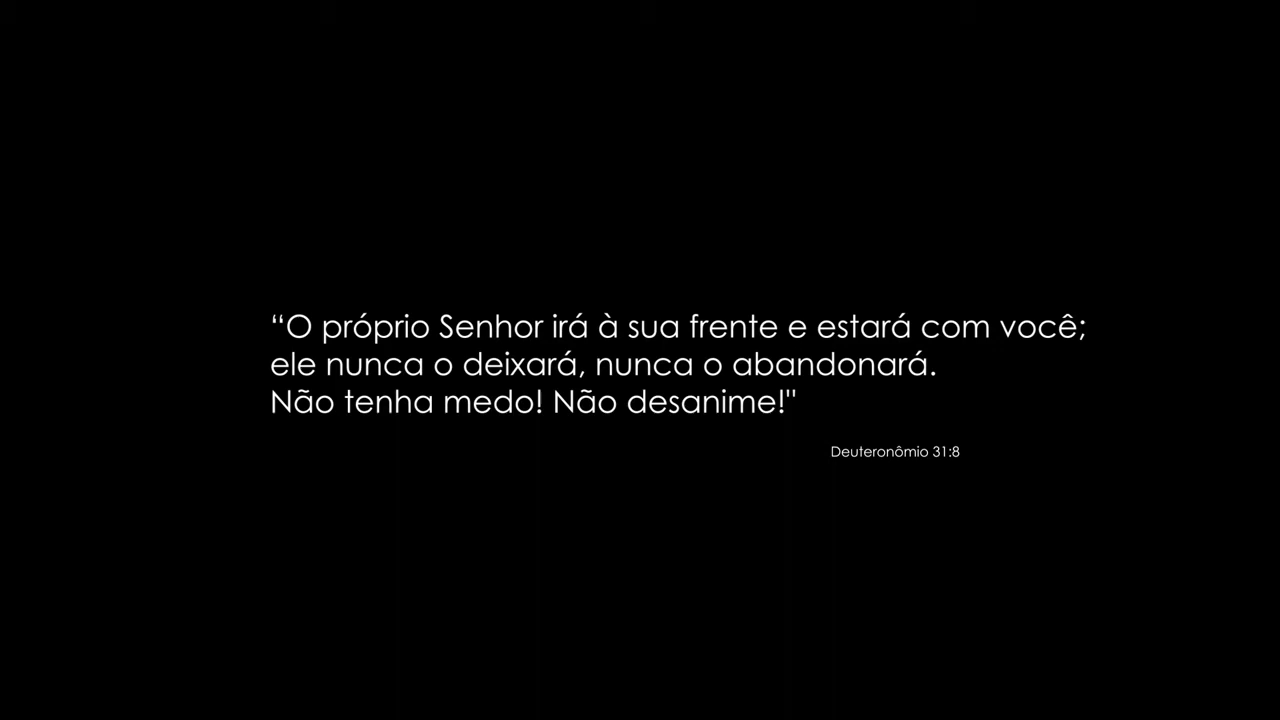 “O próprio Senhor irá à sua frente e estará com você;
ele nunca o deixará, nunca o abandonará.
Não tenha medo! Não desanime!"
Deuteronômio 31:8